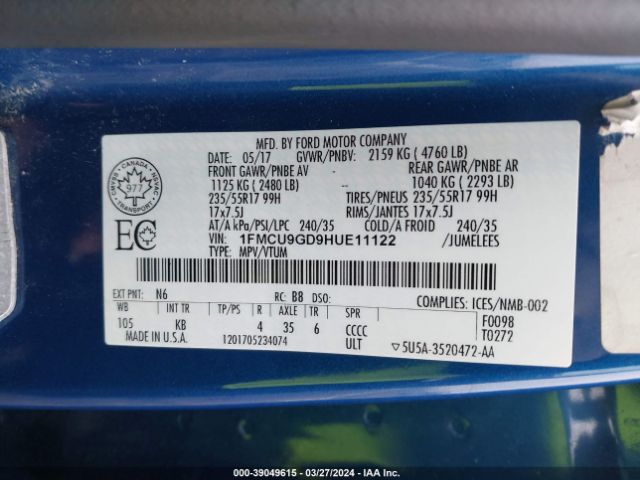 MFD. BY FORD MOTOR COMPANY
DATE: 05/17 GVWR/PNBV: 2159 KG ( 4760 LB)
FRONT GAWR/PNBE AV REAR GAWR/PNBE AR
1125 KG ( 2480 LB) -- 1040 KG ( 2293 LB)
235/55R17 99H TIRES/PNEUS 235/55R17 99H
17x7.5J RIMS/JANTES 17x7.5J
AT/A kPa/PSI/LPC 240/35 COLD/A FROID 240/35
VIN: 1FMCU9GD9HUE11122 /JUMELEES
TYPE: MPV/VTUM
CANADA
977
EC
EXT PNT: N6 RC: B8 DSO: COMPLIES: ICES/NMB-002
WB INT TR TP/PS R AXLE TR SPR F0098
105 KB 4 35 6 CCCC T0272
MADE IN U.S.A. 1201705234074 ULT ▽5U5A-3520472-AA
000-39049615 - 03/27/2024 - IAA Inc.